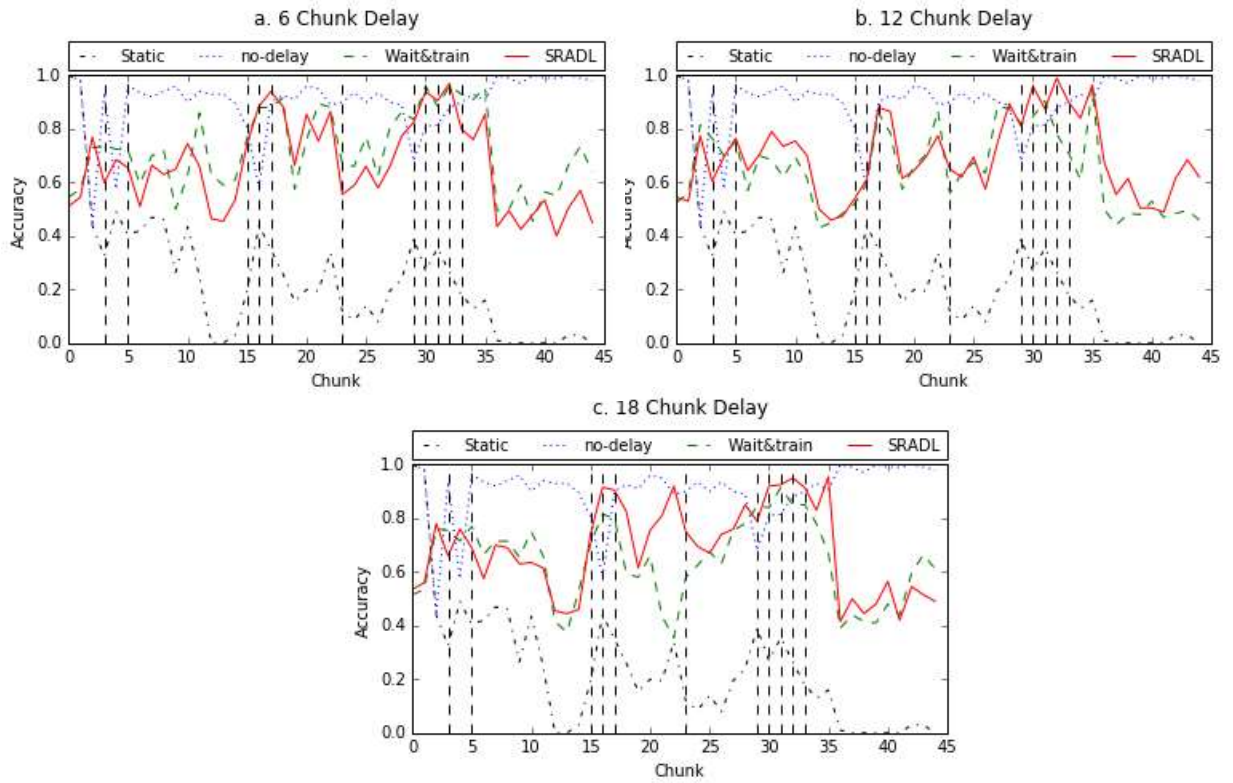 a. 6 Chunk Delay
Static no-delay Wait&train SRADL
1.0
0.8
0.6
0.4
0.2
0.0
Accuracy
0 5 10 15 20 25 30 35 40 45
Chunk
b. 12 Chunk Delay
Static no-delay Wait&train SRADL
1.0
0.8
0.6
0.4
0.2
0.0
Accuracy
0 5 10 15 20 25 30 35 40 45
Chunk
c. 18 Chunk Delay
Static no-delay Wait&train SRADL
1.0
0.8
0.6
0.4
0.2
0.0
Accuracy
0 5 10 15 20 25 30 35 40 45
Chunk